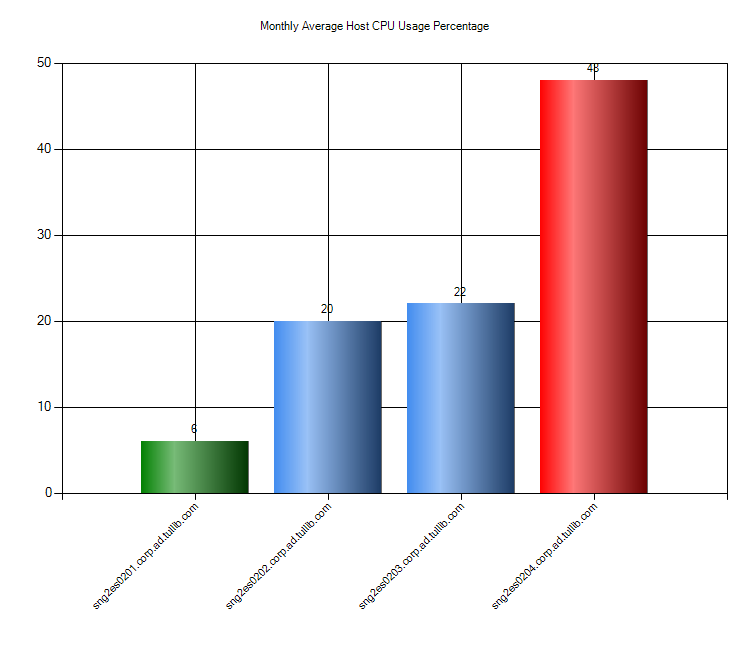 Monthly Average Host CPU Usage Percentage
50
48
40
30
22
20
20
10
6
0
sng2es0201.corp.ad.tullib.com
sng2es0202.corp.ad.tullib.com
sng2es0203.corp.ad.tullib.com
sng2es0204.corp.ad.tullib.com